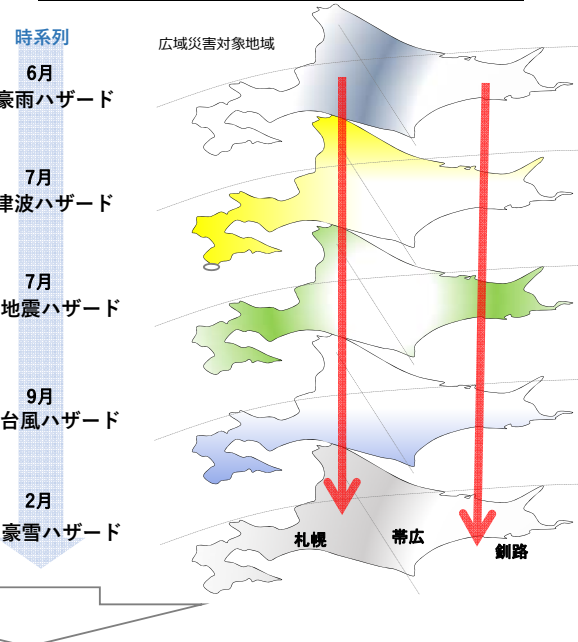 時系列
広域災害対象地域
6月
豪雨ハザード
7月
津波ハザード
7月
地震ハザード
9月
台風ハザード
2月
豪雪ハザード
札幌
帯広
釧路